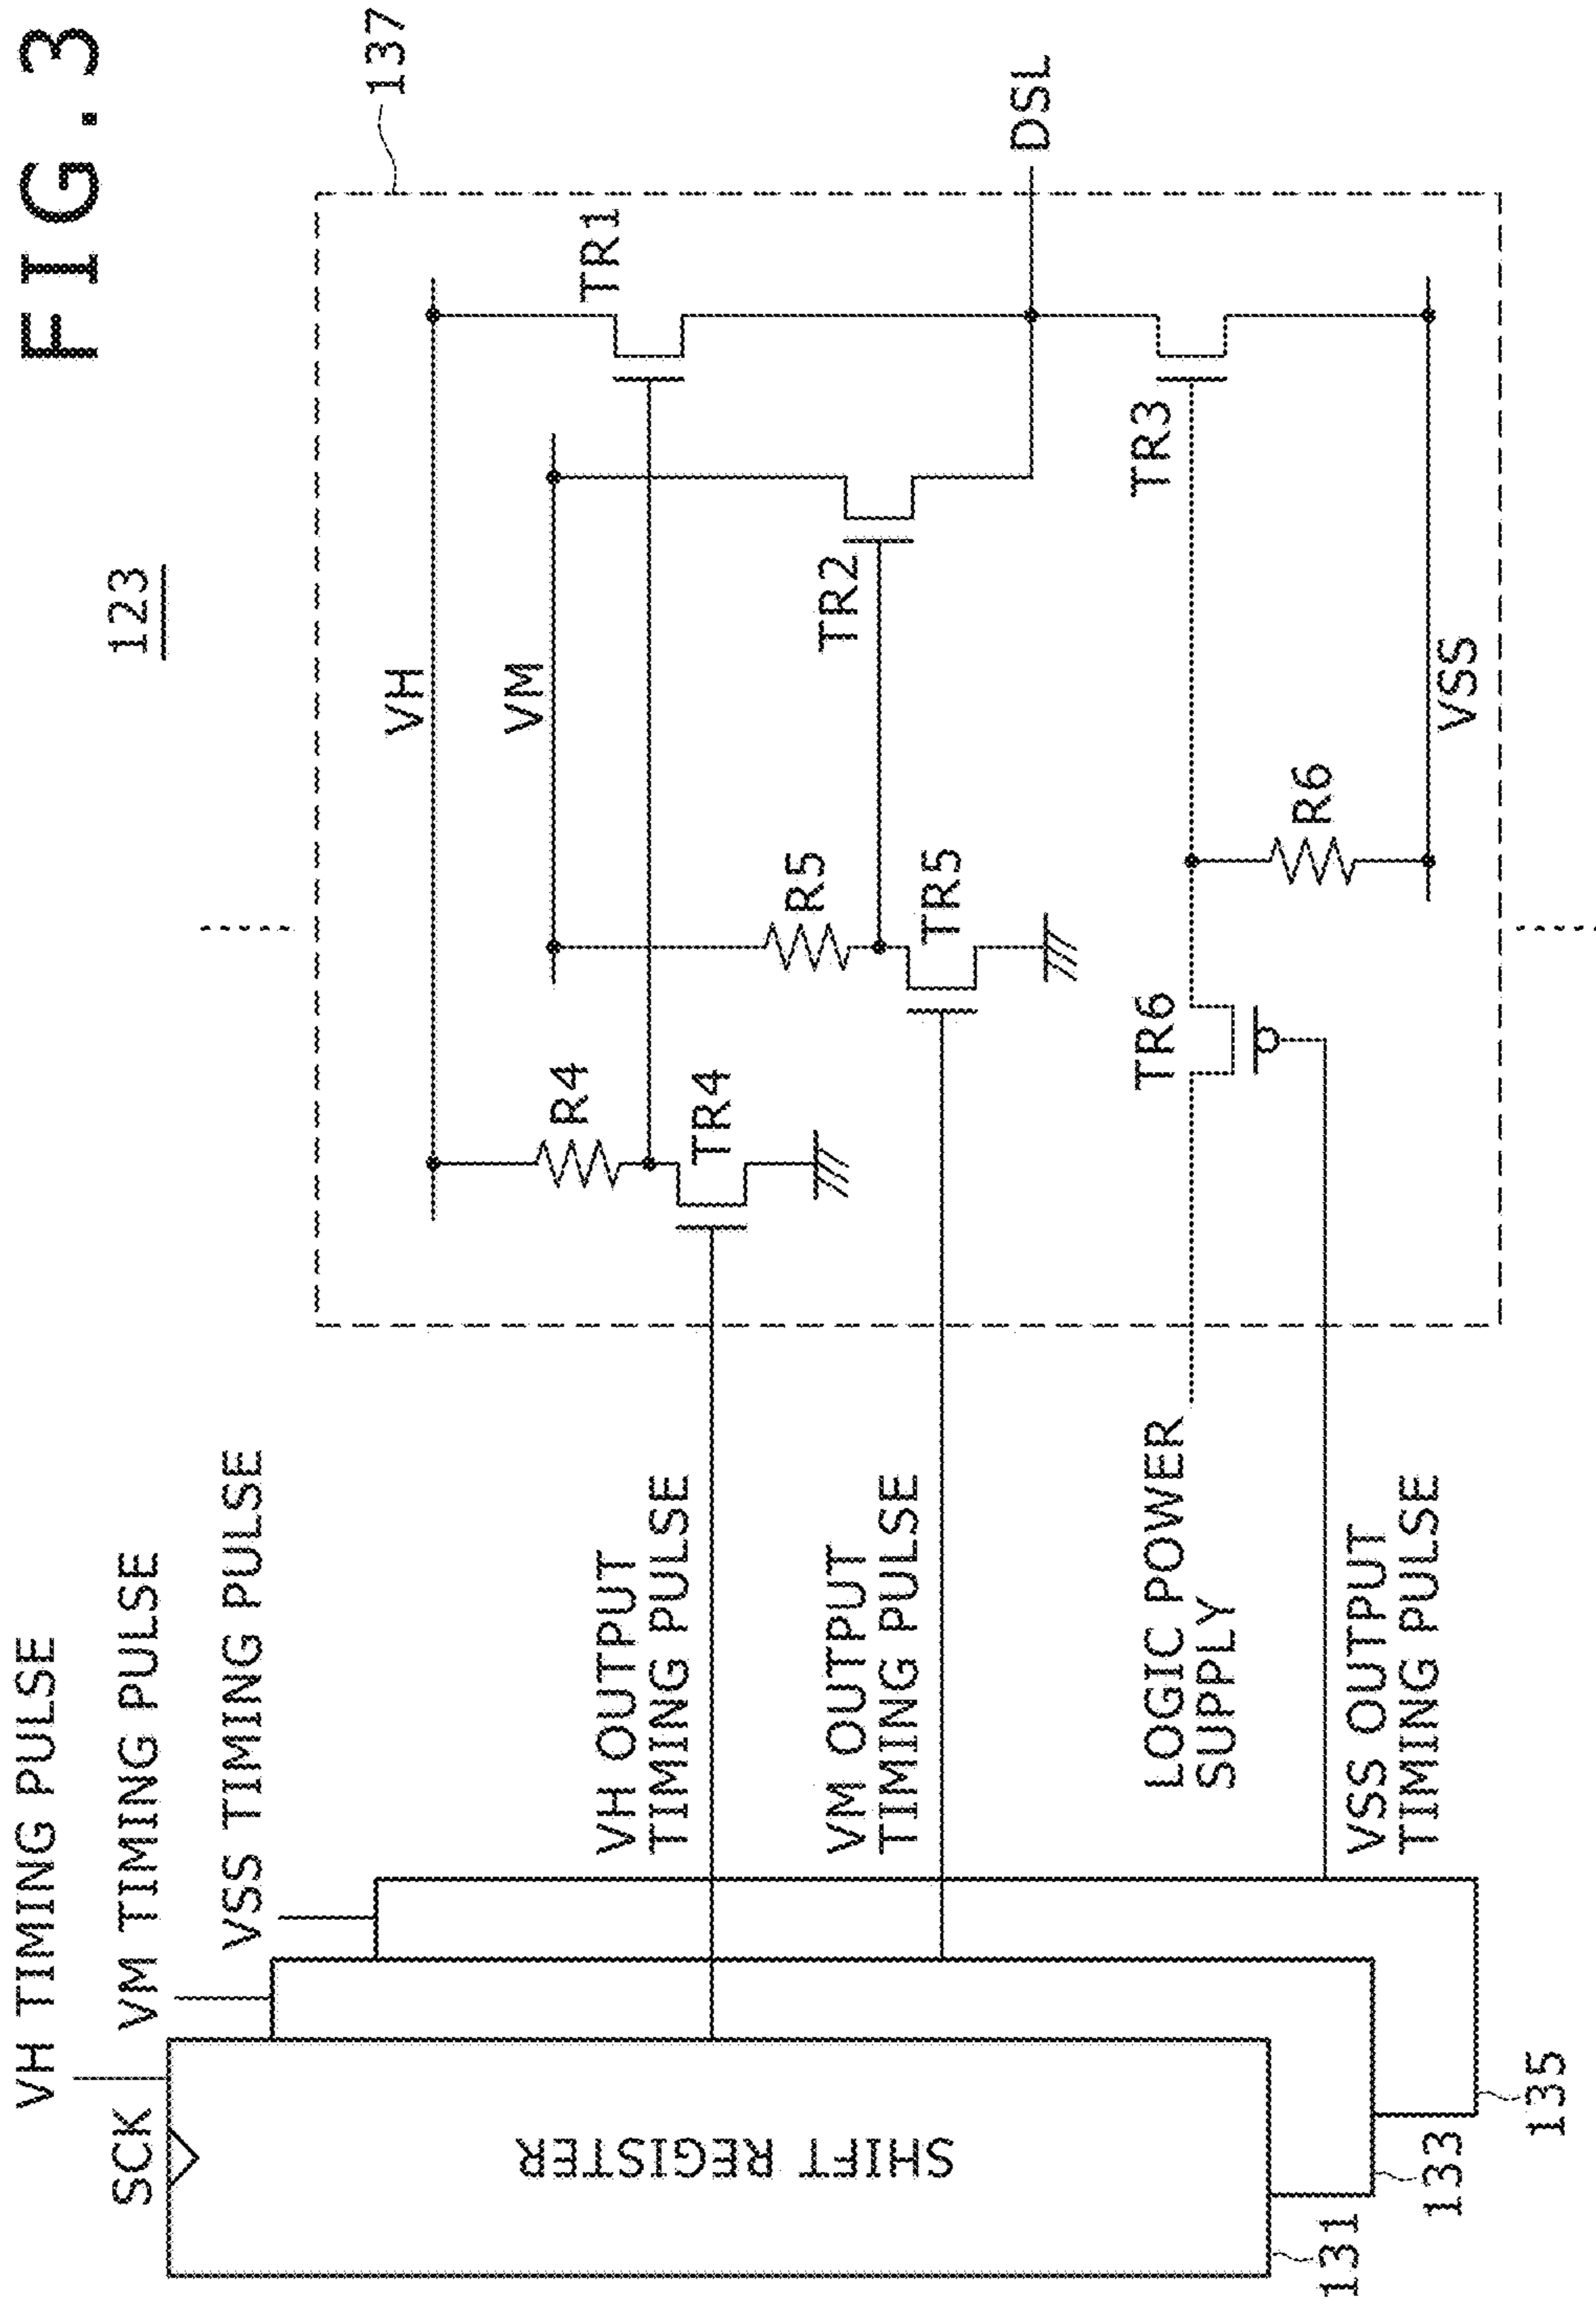 FIG.3
123
137
VH TIMING PULSE
VM TIMING PULSE
VSS TIMING PULSE
SCK
SHIFT REGISTER
131
133
135
VH OUTPUT
TIMING PULSE
VM OUTPUT
TIMING PULSE
LOGIC POWER
SUPPLY
VSS OUTPUT
TIMING PULSE
VH
VM
R4
TR4
R5
TR5
TR6
R6
TR1
TR2
TR3
VSS
DSL